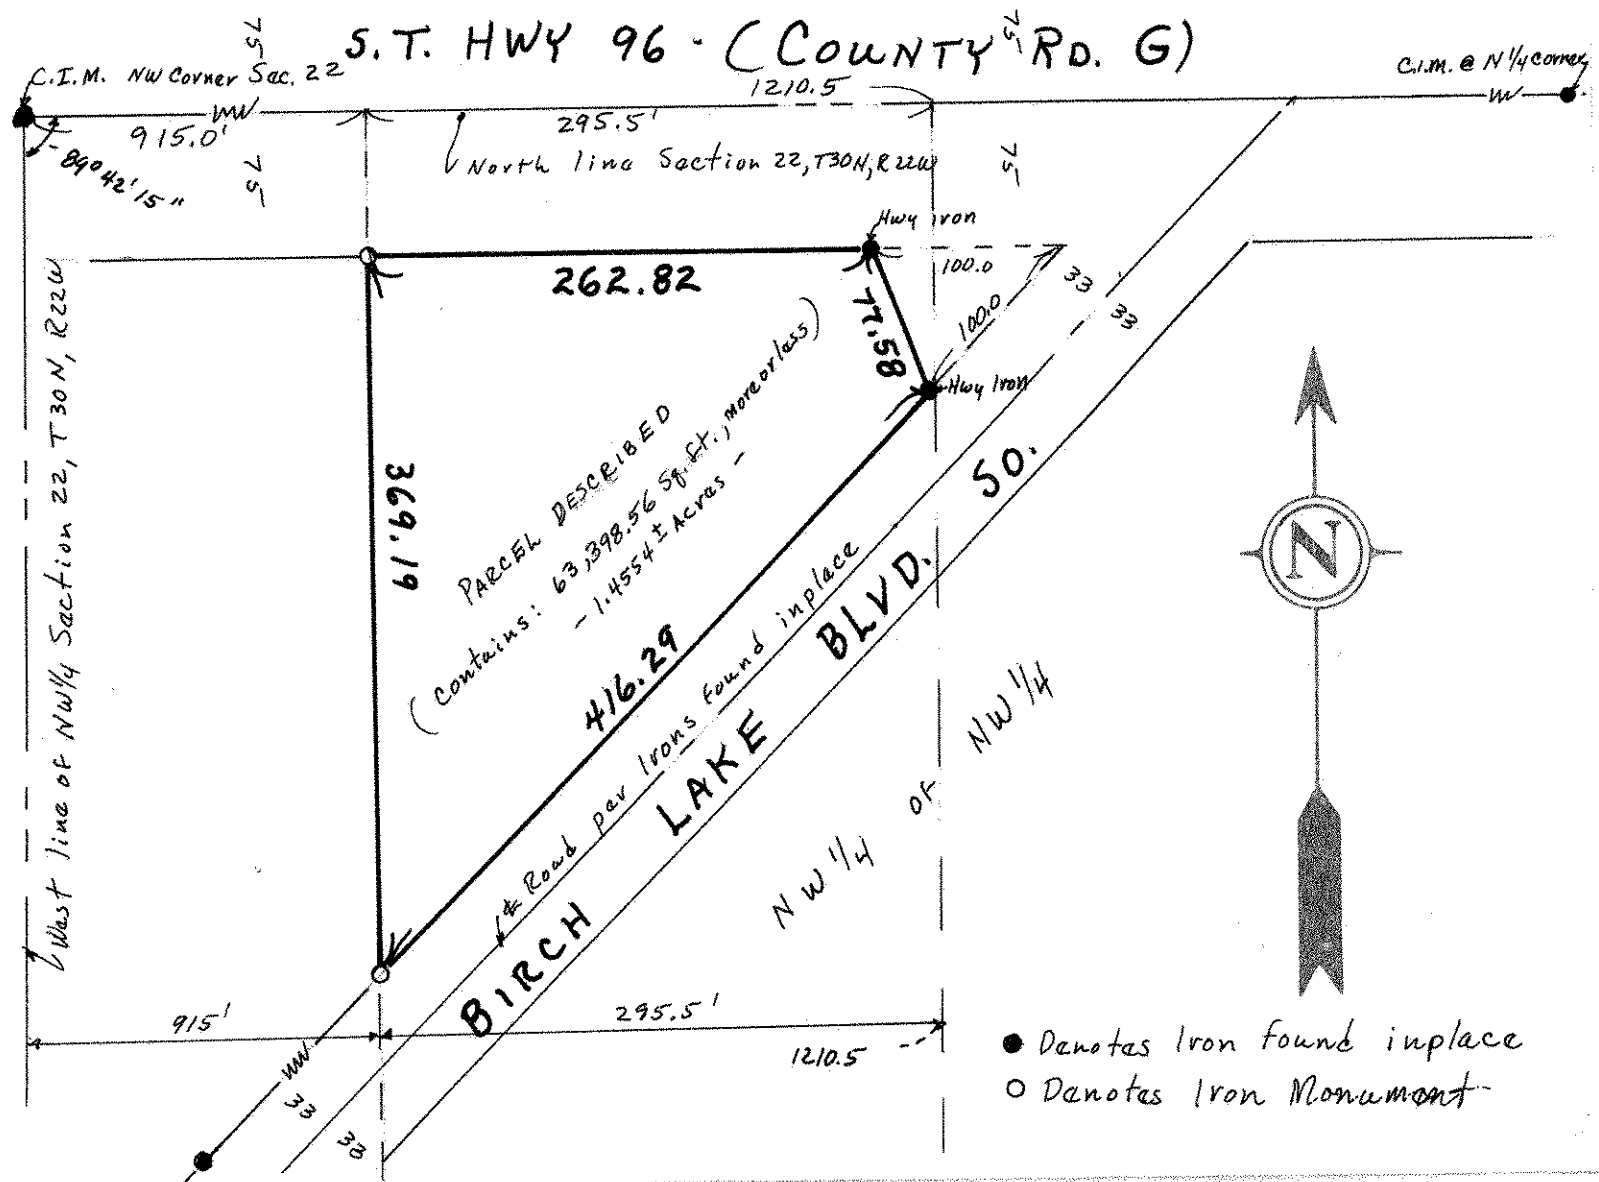 S.T. HWY 96 - (COUNTY RD. G)
75
75
C.I.M. NW Corner Sec. 22
C.I.M. @ N 1/4 corner
1210.5
915.0'
295.5'
89° 42' 15"
75
75
North line Section 22, T30N, R22W
Hwy Iron
262.82
100.0
77.58
100.0
33
33
Hwy Iron
West line of NW1/4 Section 22, T30N, R22W
369.19
PARCEL DESCRIBED
(Contains: 63,398.56 Sq.ft., more or less)
- 1.4554 ± Acres -
416.29
℄ Road per Irons found inplace
BIRCH LAKE BLVD. SO.
NW 1/4 OF NW 1/4
N
915'
295.5'
1210.5
33
33
Denotes Iron found inplace
Denotes Iron Monument